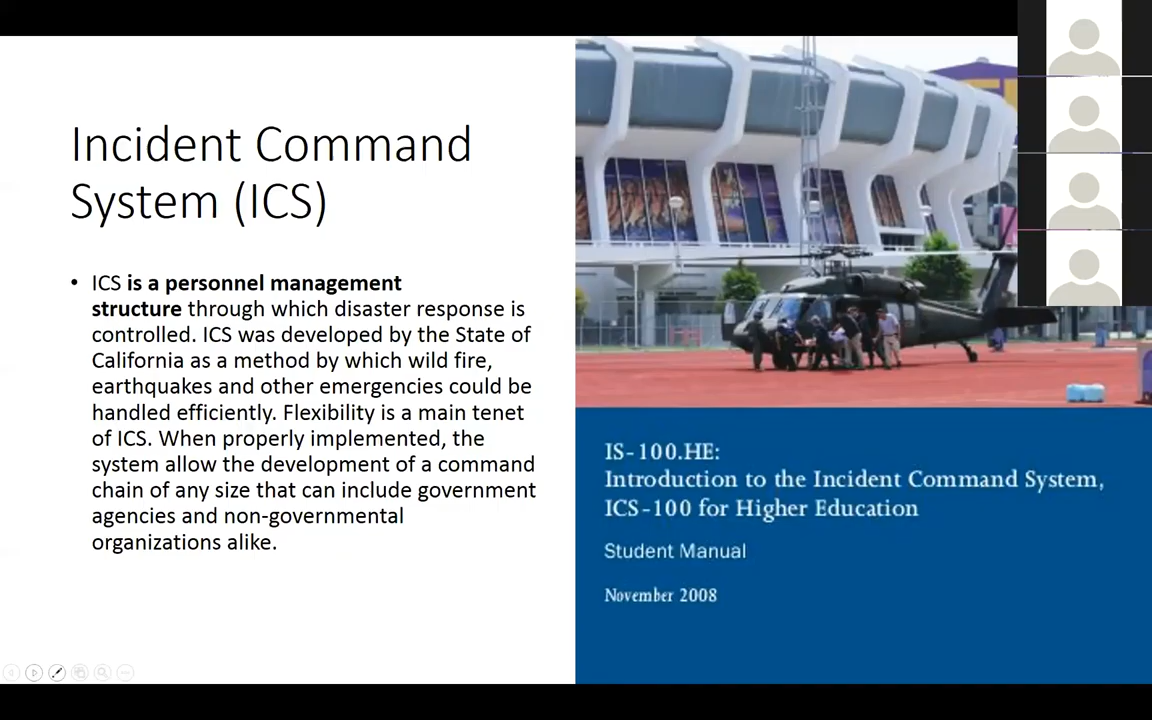 Incident Command
System (ICS)
• ICS is a personnel management
structure through which disaster response is
controlled. ICS was developed by the State of
California as a method by which wild fire,
earthquakes and other emergencies could be
handled efficiently. Flexibility is a main tenet
of ICS. When properly implemented, the
system allow the development of a command
chain of any size that can include government
agencies and non-governmental
organizations alike.
IS-100.HE:
Introduction to the Incident Command System,
ICS-100 for Higher Education
Student Manual
November 2008